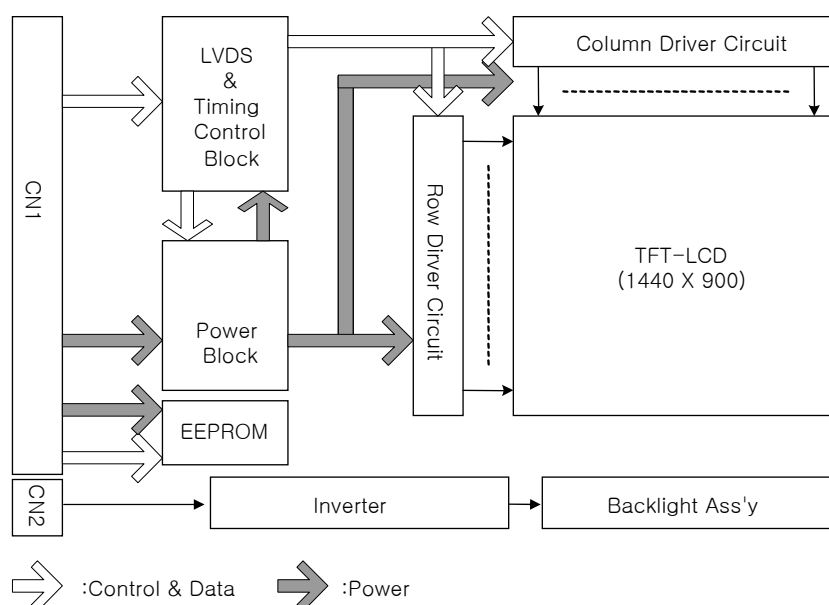 LVDS
&
Timing
Control
Block
Column Driver Circuit
CN1
Row Dirver Circuit
TFT-LCD
(1440 X 900)
Power
Block
EEPROM
CN2
Inverter
Backlight Ass'y
:Control & Data
:Power